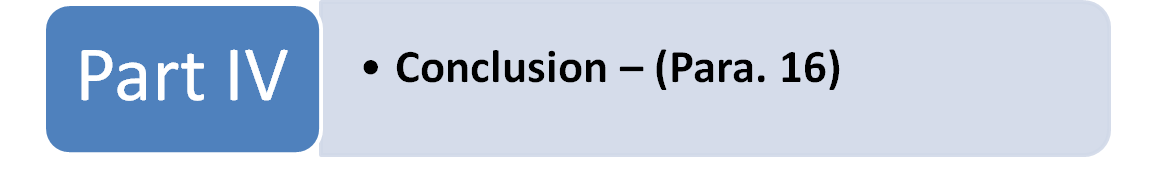 Part IV
• Conclusion – (Para. 16)